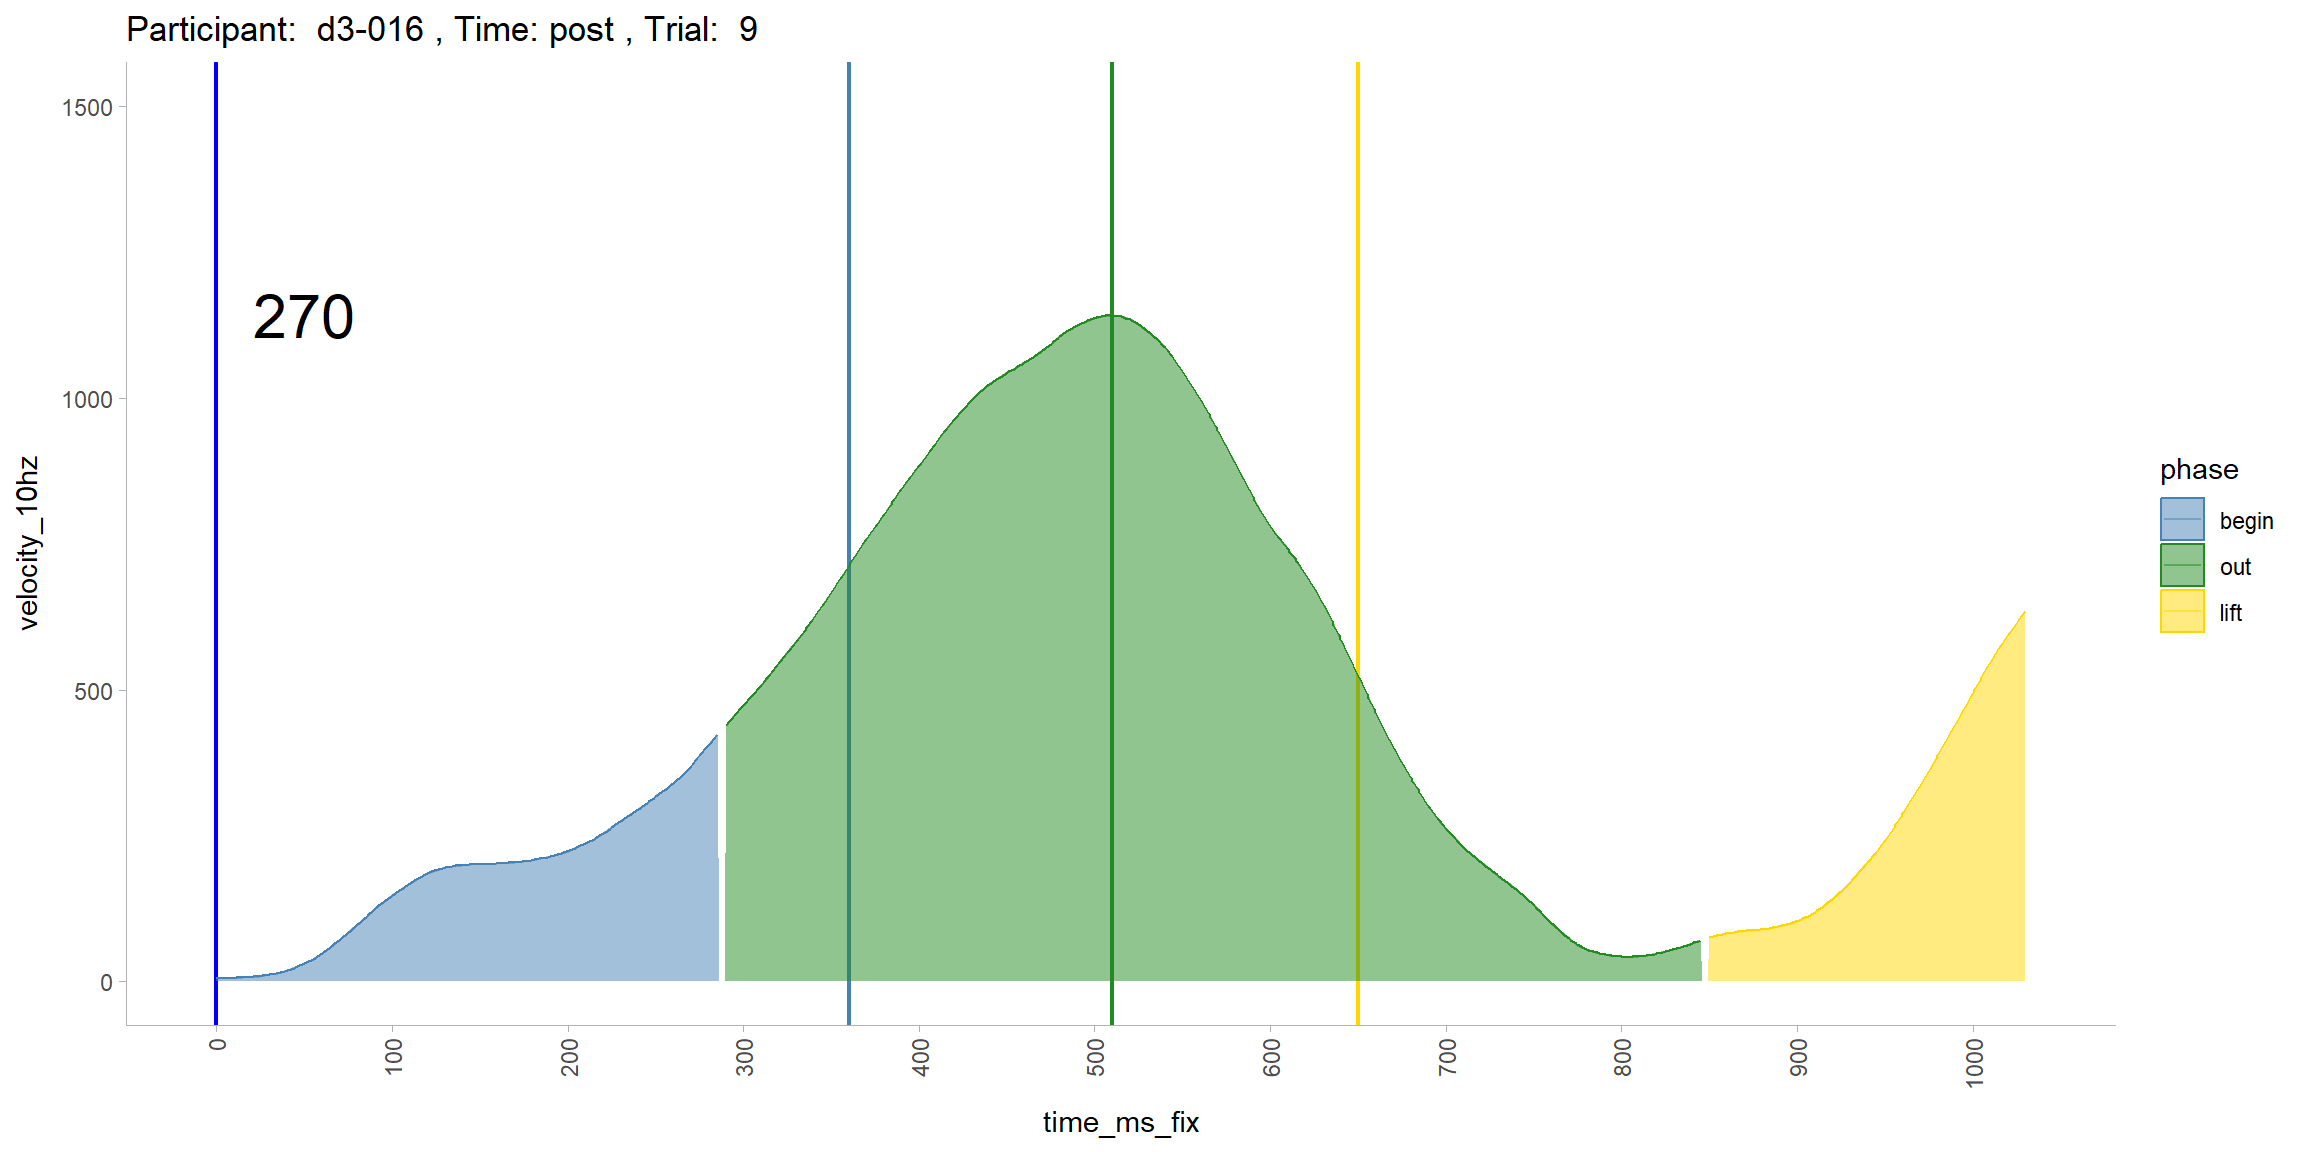 Participant:  d3-016 , Time: post , Trial:  9
1500
1000
500
0
velocity_10hz
270
0
100
200
300
400
500
600
700
800
900
1000
time_ms_fix
phase
begin
out
lift